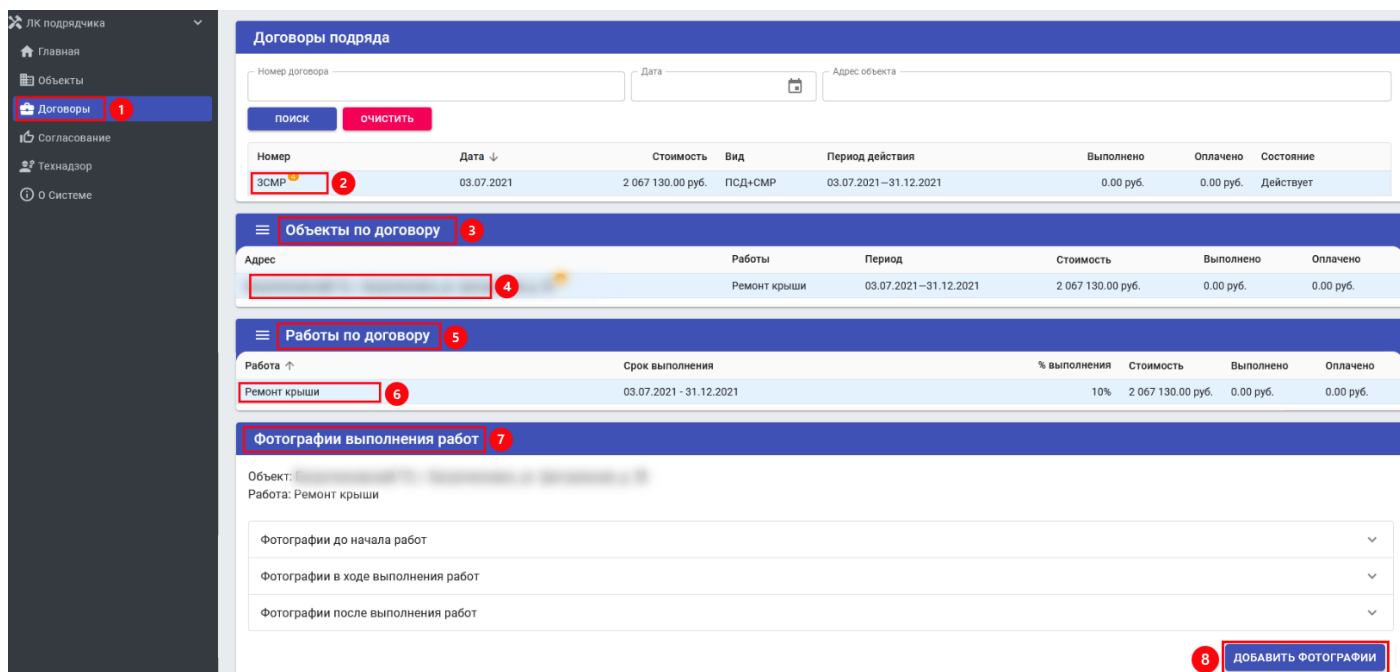 ЛК подрядчика
Главная
Объекты
Договоры 1
Согласование
Технадзор
О Системе
Договоры подряда
Номер договора Дата Адрес объекта
ПОИСК ОЧИСТИТЬ
Номер Дата Стоимость Вид Период действия Выполнено Оплачено Состояние
3СМР 2 03.07.2021 2 067 130.00 руб. ПСД+СМР 03.07.2021—31.12.2021 0.00 руб. 0.00 руб. Действует
Объекты по договору 3
Адрес Работы Период Стоимость Выполнено Оплачено
4 Ремонт крыши 03.07.2021—31.12.2021 2 067 130.00 руб. 0.00 руб. 0.00 руб.
Работы по договору 5
Работа Срок выполнения % выполнения Стоимость Выполнено Оплачено
Ремонт крыши 6 03.07.2021 - 31.12.2021 10% 2 067 130.00 руб. 0.00 руб. 0.00 руб.
Фотографии выполнения работ 7
Объект:
Работа: Ремонт крыши
Фотографии до начала работ
Фотографии в ходе выполнения работ
Фотографии после выполнения работ
8 ДОБАВИТЬ ФОТОГРАФИИ